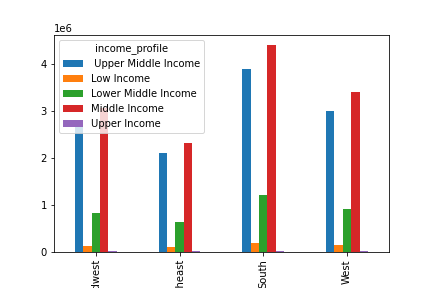 1e6
income_profile
Upper Middle Income
Low Income
Lower Middle Income
Middle Income
Upper Income
4
3
2
1
0
dwest
heast
South
West